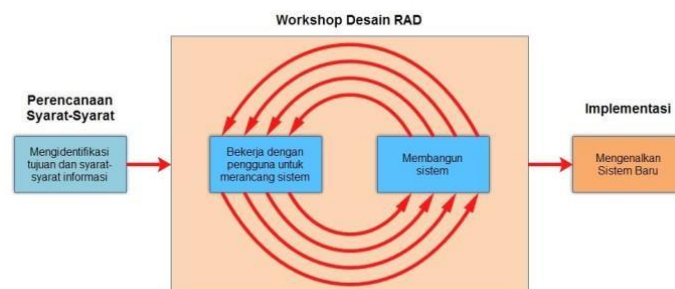 Workshop Desain RAD
Perencanaan
Syarat-Syarat
Mengidentifikasi
tujuan dan syarat-
syarat informasi
Bekerja dengan
pengguna untuk
merancang sistem
Membangun
sistem
Implementasi
Mengenalkan
Sistem Baru